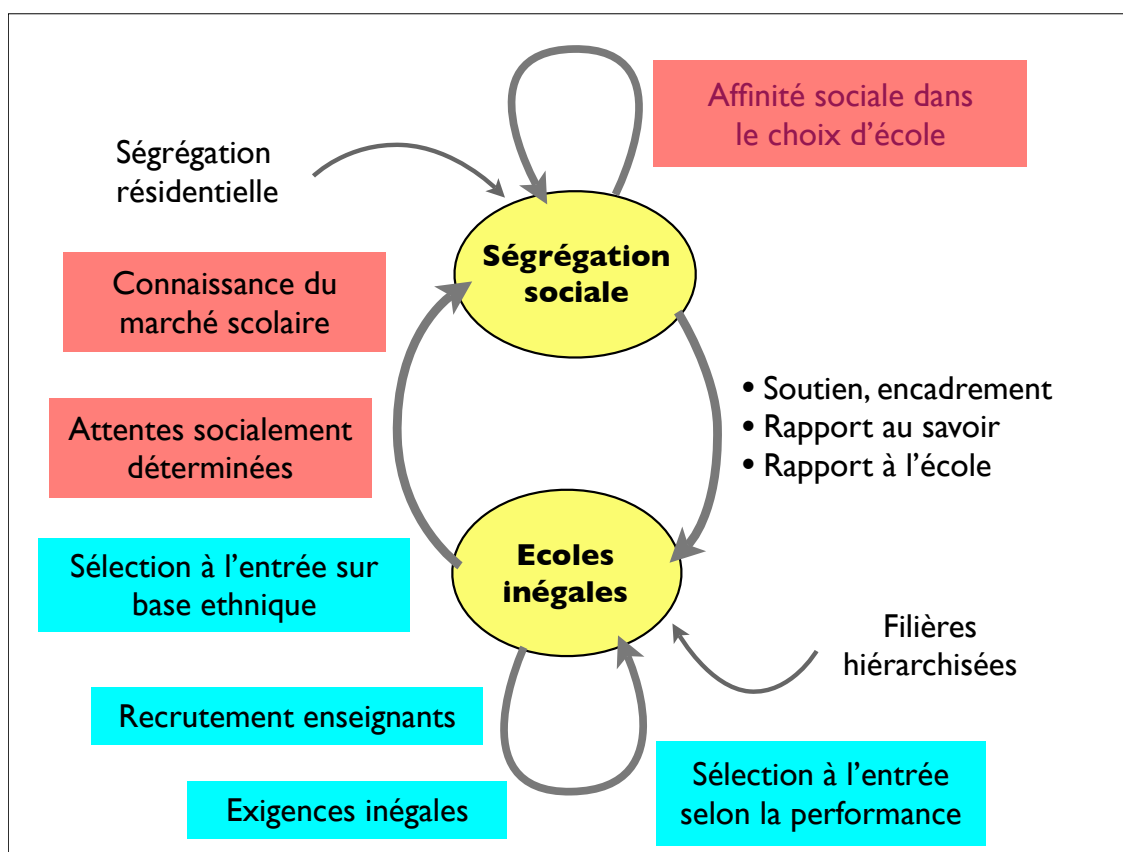 Affinité sociale dans
le choix d'école
Ségrégation
résidentielle
Ségrégation
sociale
Connaissance du
marché scolaire
• Soutien, encadrement
• Rapport au savoir
• Rapport à l'école
Attentes socialement
déterminées
Sélection à l'entrée sur
base ethnique
Ecoles
inégales
Filières
hiérarchisées
Recrutement enseignants
Exigences inégales
Sélection à l'entrée
selon la performance